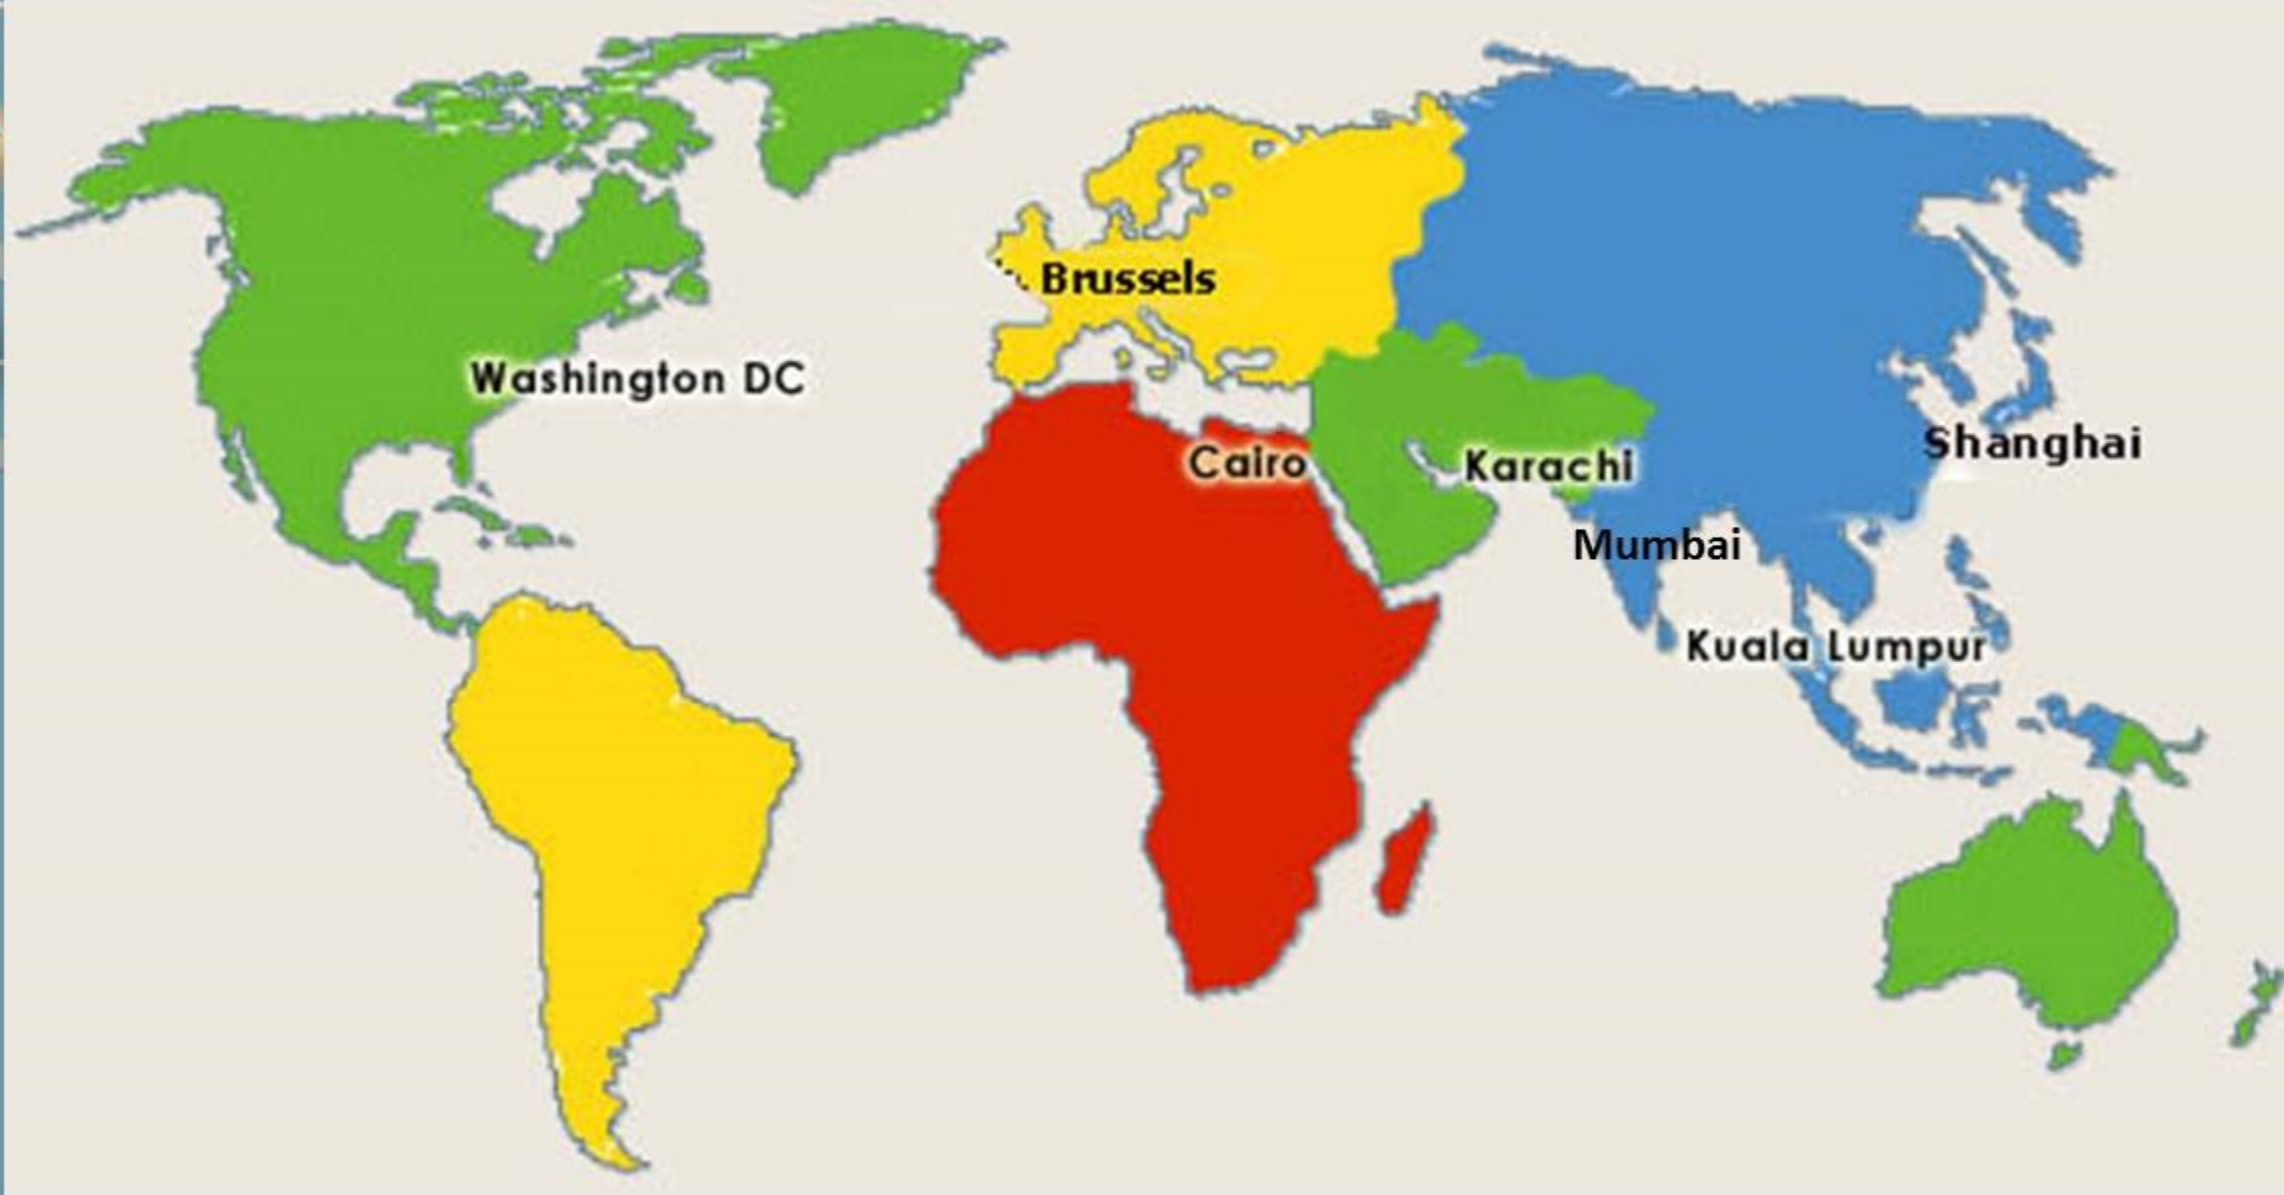 Brussels
Washington DC
Shanghai
Cairo
Karachi
Mumbai
Kuala Lumpur